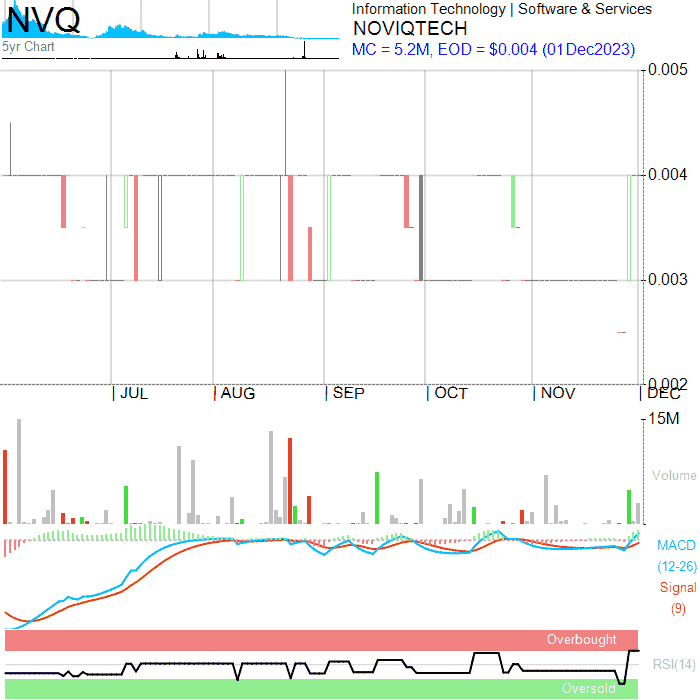 NVQ
Information Technology | Software & Services
NOVIQTECH
5yr Chart
MC = 5.2M, EOD = $0.004 (01Dec2023)
0.005
0.004
0.003
0.002
JUL AUG SEP OCT NOV DEC
15M
Volume
MACD
(12-26)
Signal
(9)
Overbought
RSI(14)
Oversold